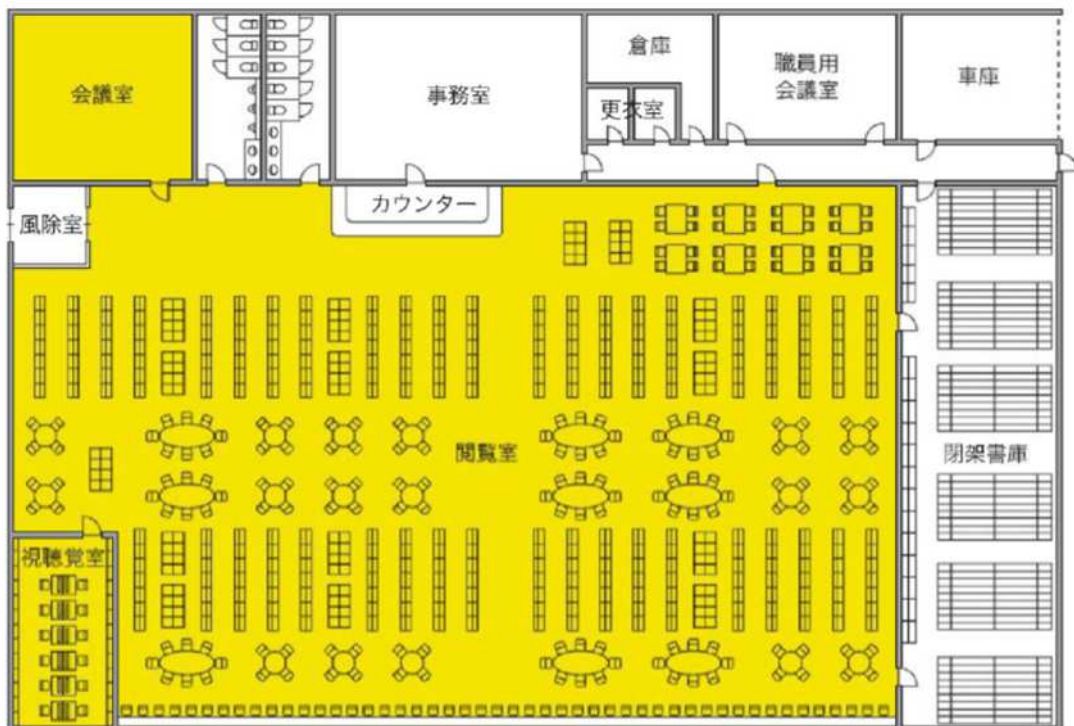 会議室
事務室
倉庫
更衣室
職員用
会議室
車庫
風除室
カウンター
閲覧室
閉架書庫
視聴覚室